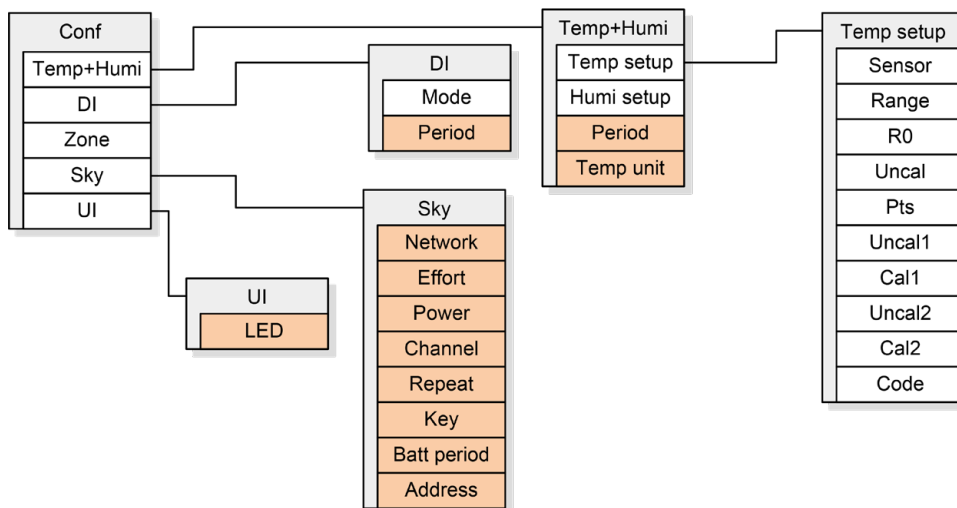 Conf
Temp+Humi
DI
Zone
Sky
UI
DI
Mode
Period
Temp+Humi
Temp setup
Humi setup
Period
Temp unit
Temp setup
Sensor
Range
R0
Uncal
Pts
Uncal1
Cal1
Uncal2
Cal2
Code
Sky
Network
Effort
Power
Channel
Repeat
Key
Batt period
Address
UI
LED